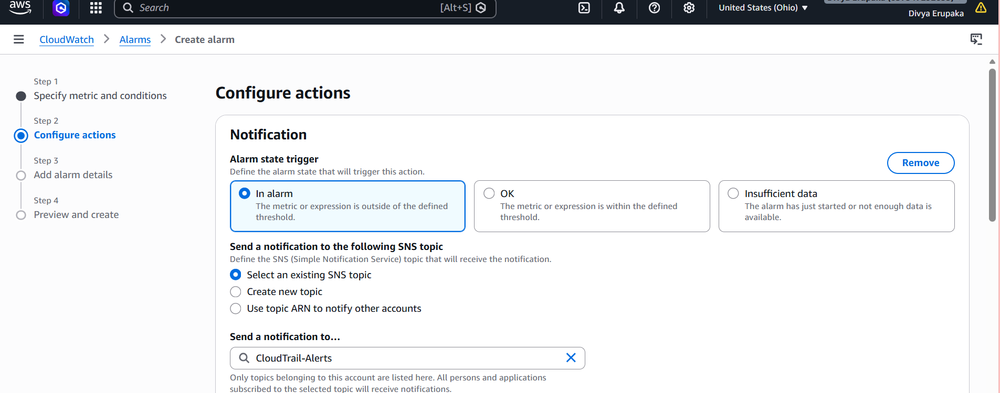 aws
Search
[Alt+S]
United States (Ohio)
Divya Erupaka
CloudWatch
Alarms
Create alarm
Step 1
Specify metric and conditions
Step 2
Configure actions
Step 3
Add alarm details
Step 4
Preview and create
Configure actions
Notification
Alarm state trigger
Define the alarm state that will trigger this action.
Remove
In alarm
The metric or expression is outside of the defined
threshold.
OK
The metric or expression is within the defined
threshold.
Insufficient data
The alarm has just started or not enough data is
available.
Send a notification to the following SNS topic
Define the SNS (Simple Notification Service) topic that will receive the notification.
Select an existing SNS topic
Create new topic
Use topic ARN to notify other accounts
Send a notification to...
CloudTrail-Alerts
Only topics belonging to this account are listed here. All persons and applications
subscribed to the selected topic will receive notifications.